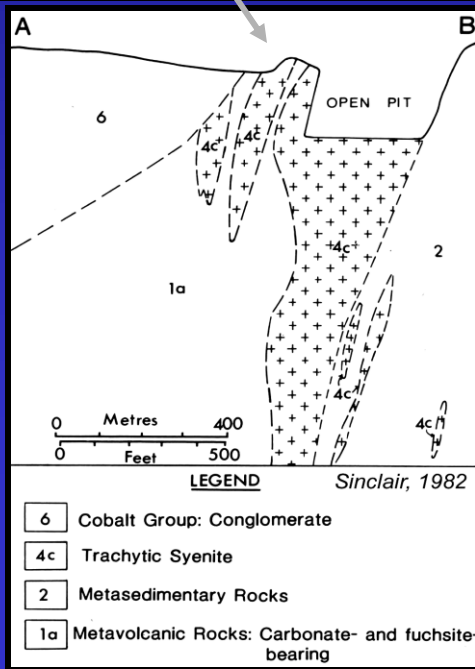 A B
OPEN PIT
6
4c 4c
4c
2
1a
4c
4c
0 Metres 400
0 Feet 500
LEGEND Sinclair, 1982
6 Cobalt Group: Conglomerate
4c Trachytic Syenite
2 Metasedimentary Rocks
1a Metavolcanic Rocks: Carbonate- and fuchsite-
bearing